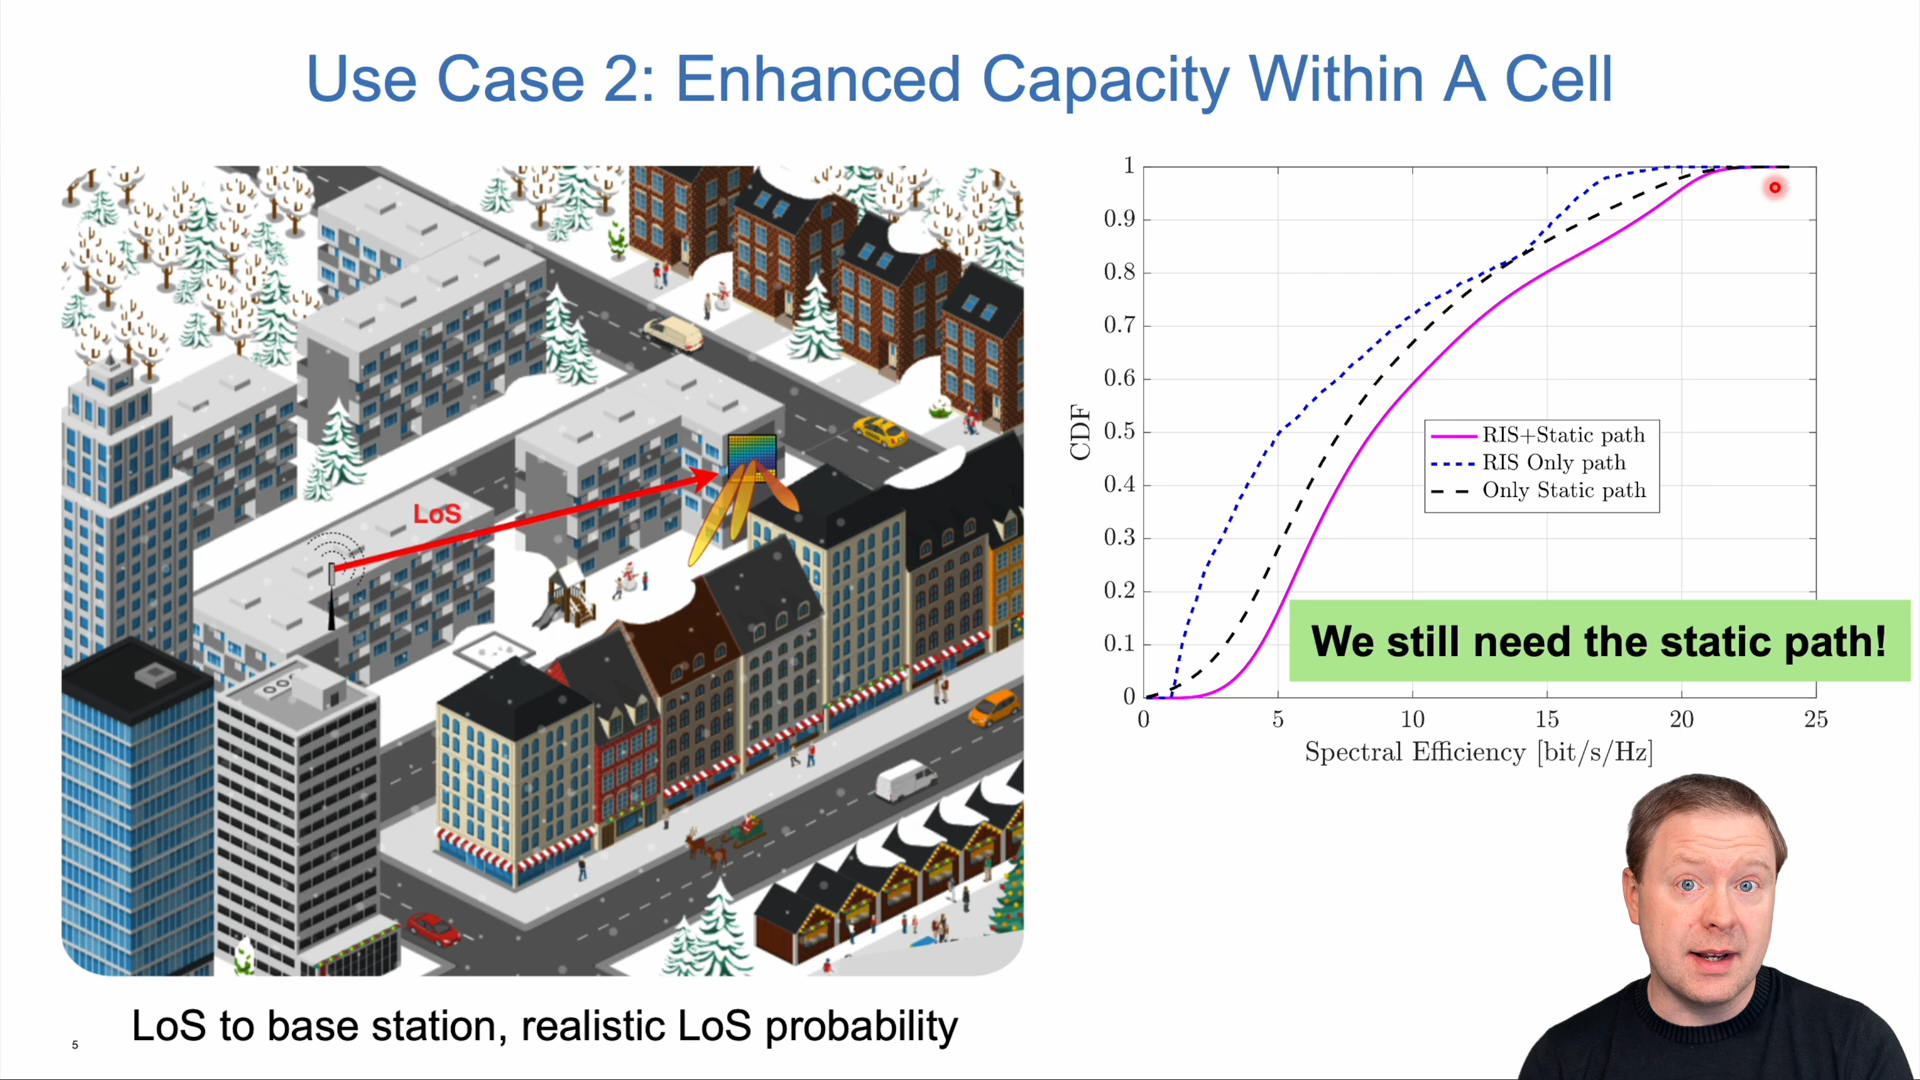 Use Case 2: Enhanced Capacity Within A Cell
LoS
1
0.9
0.8
0.7
0.6
0.5
0.4
0.3
0.2
0.1
0
CDF
RIS+Static path
RIS Only path
Only Static path
We still need the static path!
0 5 10 15 20 25
Spectral Efficiency [bit/s/Hz]
LoS to base station, realistic LoS probability
5